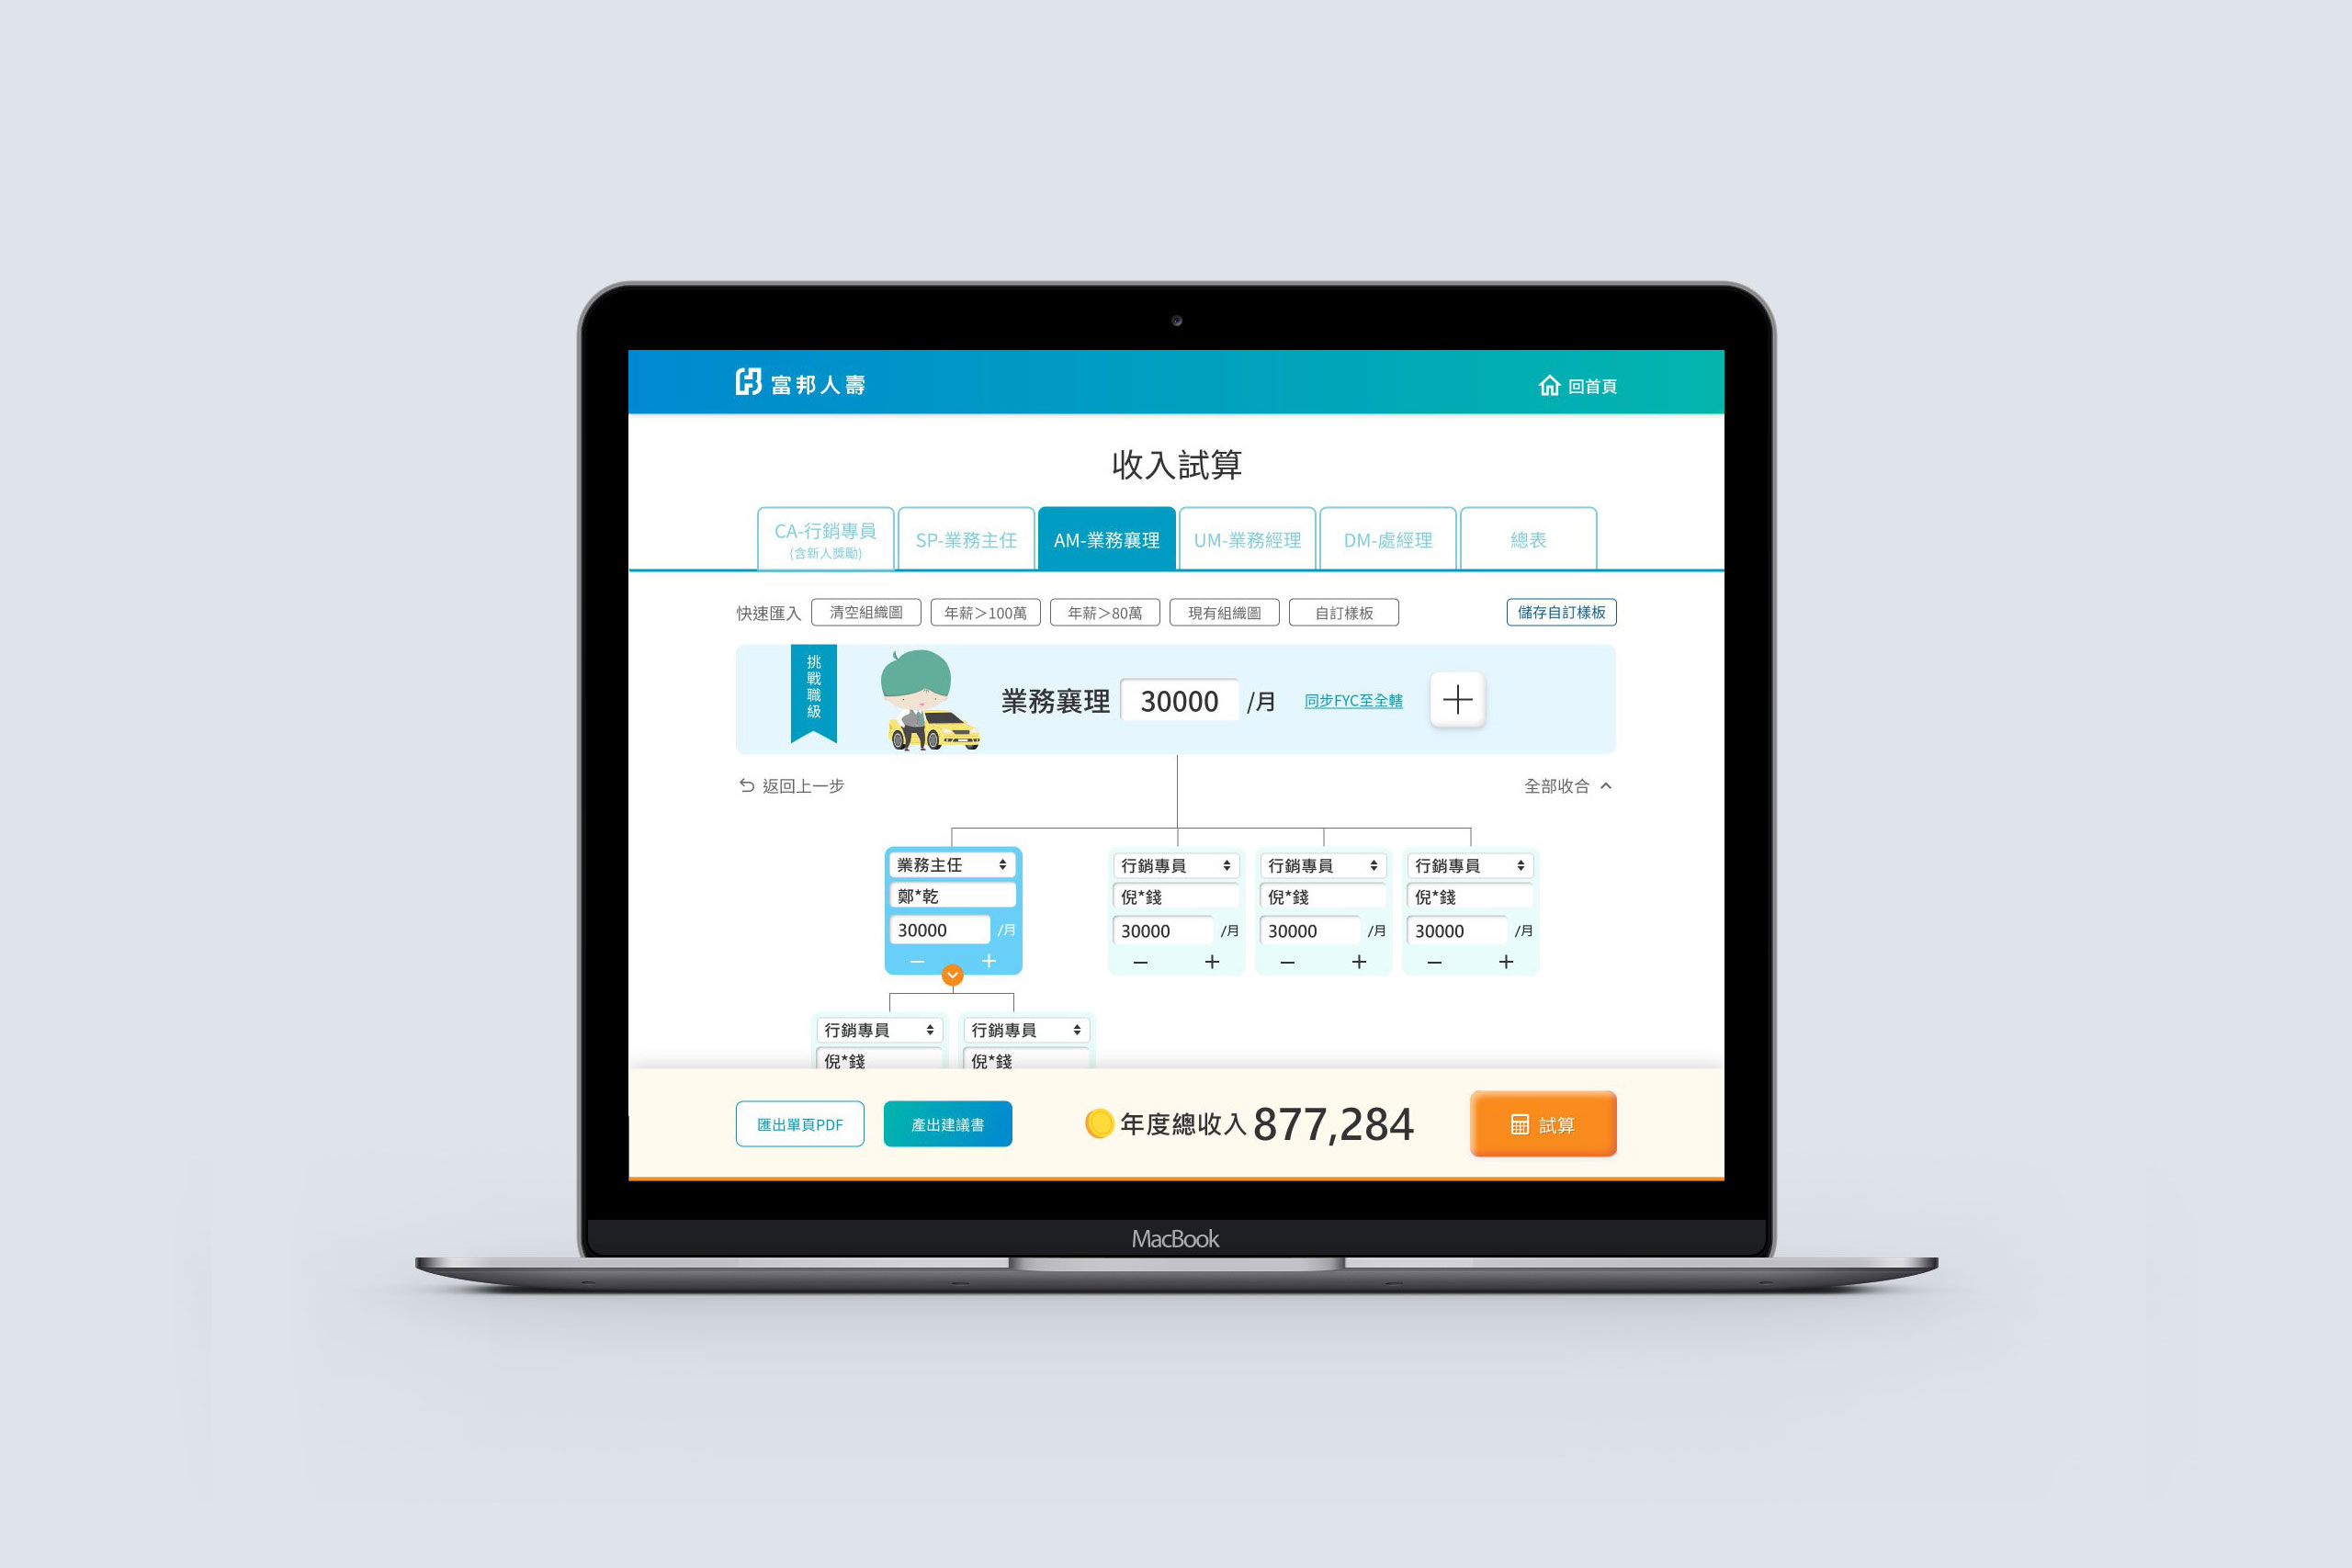 富邦人壽
回首頁
收入試算
CA-行銷專員
(含新人獎勵)
SP-業務主任
AM-業務襄理
UM-業務經理
DM-處經理
總表
快速匯入
清空組織圖
年薪＞100萬
年薪＞80萬
現有組織圖
自訂樣板
儲存自訂樣板
挑戰職級
業務襄理 30000 /月
同步FYC至全轄
返回上一步
全部收合
業務主任
鄭*乾
30000 /月
行銷專員
倪*錢
30000 /月
行銷專員
倪*錢
30000 /月
行銷專員
倪*錢
30000 /月
行銷專員
倪*錢
行銷專員
倪*錢
匯出單頁PDF
產出建議書
年度總收入 877,284
試算
MacBook